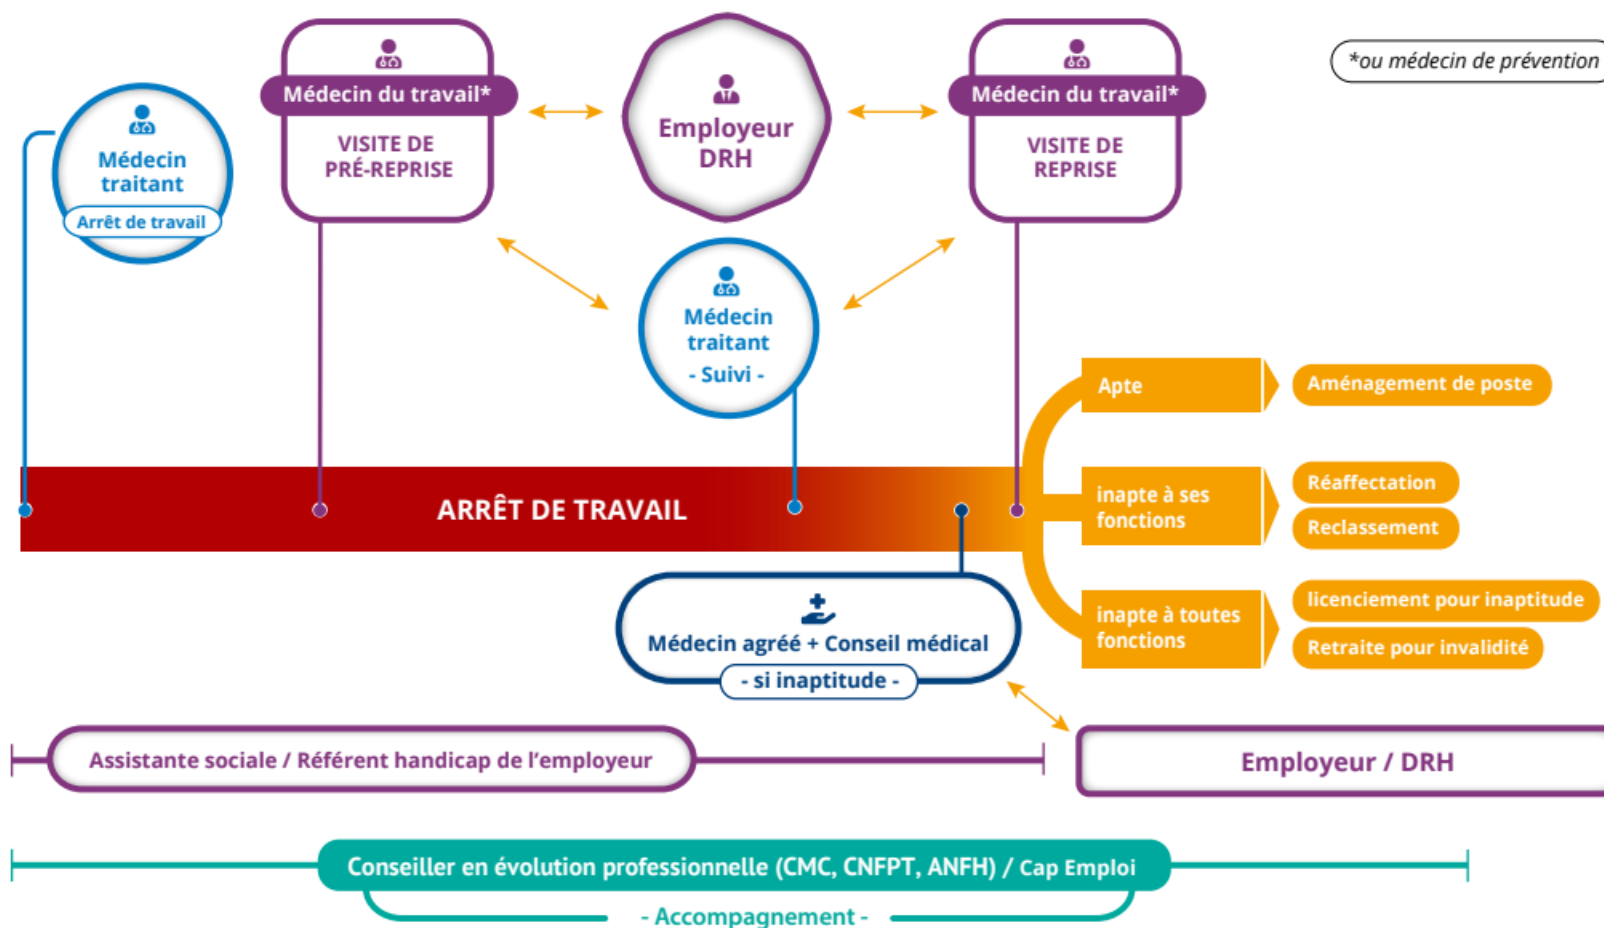 *ou médecin de prévention
Médecin
traitant
Arrêt de travail
Médecin du travail*
VISITE DE
PRÉ-REPRISE
Employeur
DRH
Médecin du travail*
VISITE DE
REPRISE
Médecin
traitant
- Suivi -
ARRÊT DE TRAVAIL
Apte
Aménagement de poste
inapte à ses
fonctions
Réaffectation
Reclassement
inapte à toutes
fonctions
licenciement pour inaptitude
Retraite pour invalidité
Médecin agréé + Conseil médical
- si inaptitude -
Assistante sociale / Référent handicap de l'employeur
Employeur / DRH
Conseiller en évolution professionnelle (CMC, CNFPT, ANFH) / Cap Emploi
- Accompagnement -